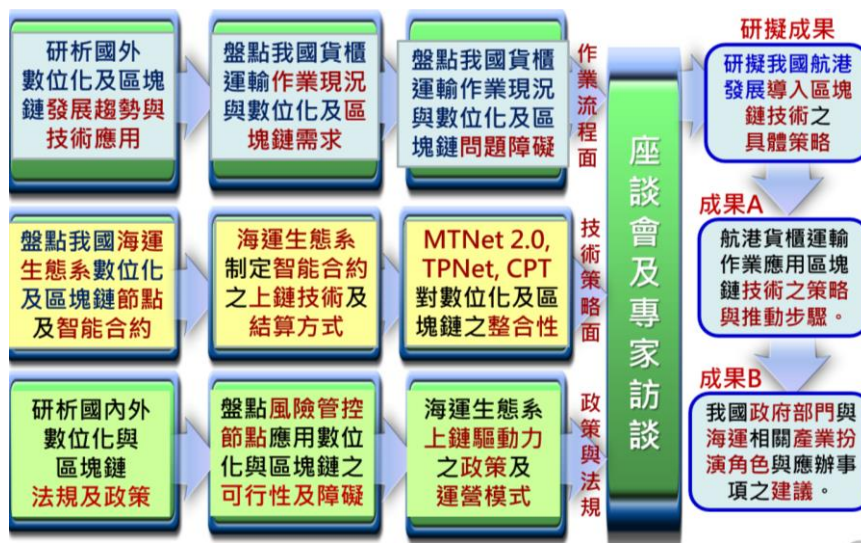 研析國外
數位化及區塊
鏈發展趨勢與
技術應用
盤點我國貨櫃
運輸作業現況
與數位化及區
塊鏈需求
盤點我國貨櫃
運輸作業現況
與數位化及區
塊鏈問題障礙
作業流程面
盤點我國海運
生態系數位化
及區塊鏈節點
及智能合約
海運生態系
制定智能合約
之上鏈技術及
結算方式
MTNet 2.0,
TPNet, CPT
對數位化及區
塊鏈之整合性
技術策略面
研析國內外
數位化與
區塊鏈
法規及政策
盤點風險管控
節點應用數位
化與區塊鏈之
可行性及障礙
海運生態系
上鏈驅動力
之政策及
運營模式
政策與法規
座談會及專家訪談
研擬成果
研擬我國航港
發展導入區塊
鏈技術之
具體策略
成果A
航港貨櫃運輸
作業應用區塊
鏈技術之策略
與推動步驟。
成果B
我國政府部門與
海運相關產業扮
演角色與應辦事
項之建議。